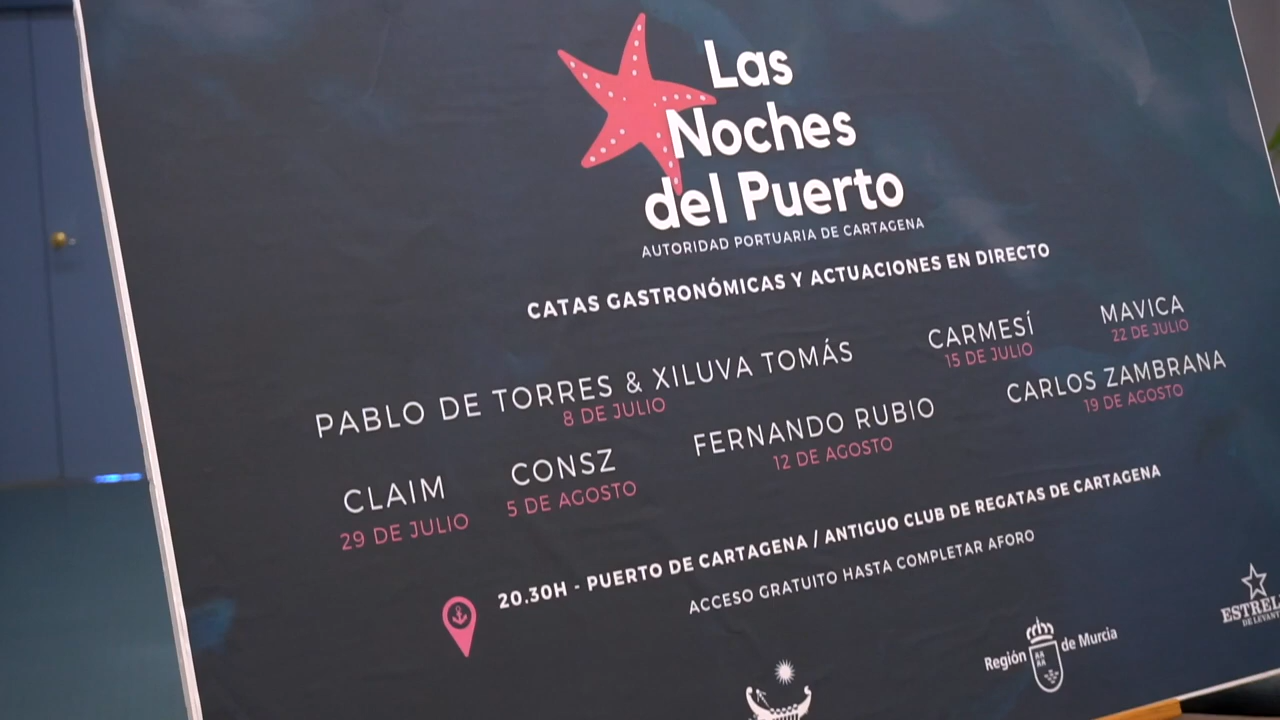 Las
Noches
del Puerto
AUTORIDAD PORTUARIA DE CARTAGENA
CATAS GASTRONÓMICAS Y ACTUACIONES EN DIRECTO
PABLO DE TORRES & XILUVA TOMÁS
8 DE JULIO
CARMESÍ
15 DE JULIO
MAVICA
22 DE JULIO
CLAIM
29 DE JULIO
CONSZ
5 DE AGOSTO
FERNANDO RUBIO
12 DE AGOSTO
CARLOS ZAMBRANA
19 DE AGOSTO
20.30H - PUERTO DE CARTAGENA / ANTIGUO CLUB DE REGATAS DE CARTAGENA
ACCESO GRATUITO HASTA COMPLETAR AFORO
Región de Murcia